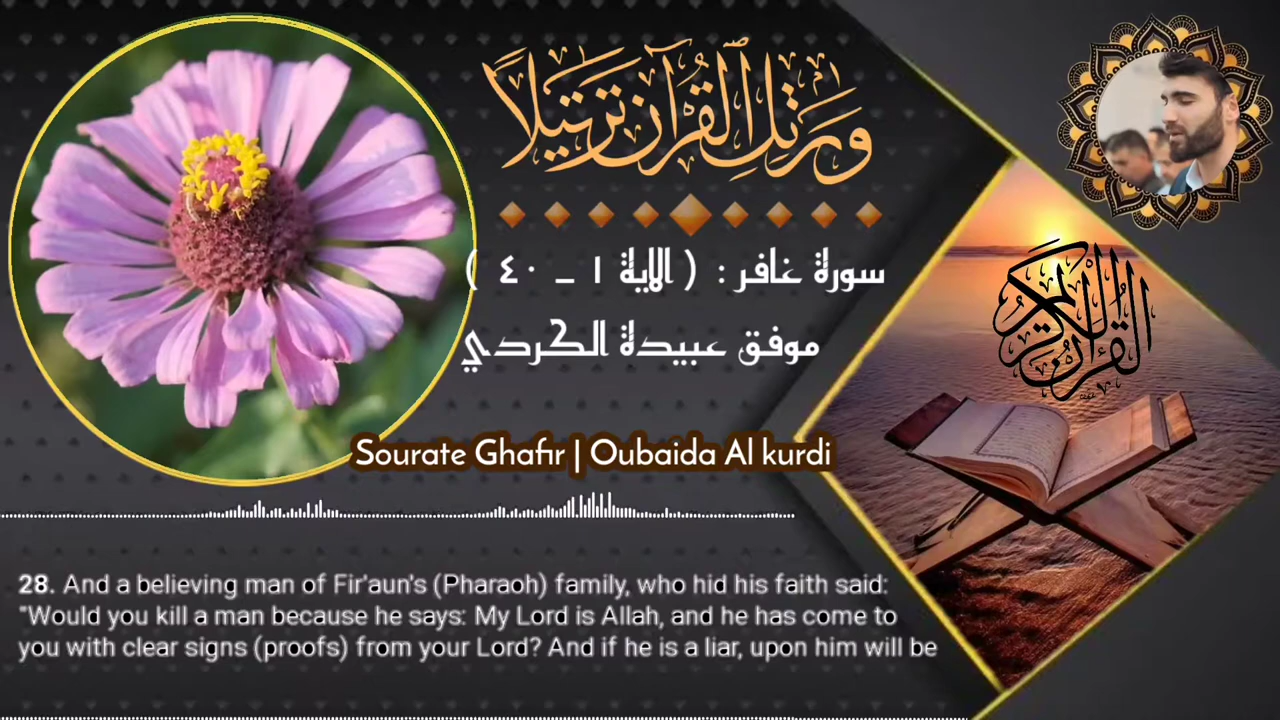 ورتل القرآن ترتيلاً
سورة غافر : ( الاية ١ - ٤٠ )
موفق عبيدة الكردي
القرآن الكريم
Sourate Ghafir | Oubaida Al kurdi
28. And a believing man of Fir'aun's (Pharaoh) family, who hid his faith said:
"Would you kill a man because he says: My Lord is Allah, and he has come to
you with clear signs (proofs) from your Lord? And if he is a liar, upon him will be